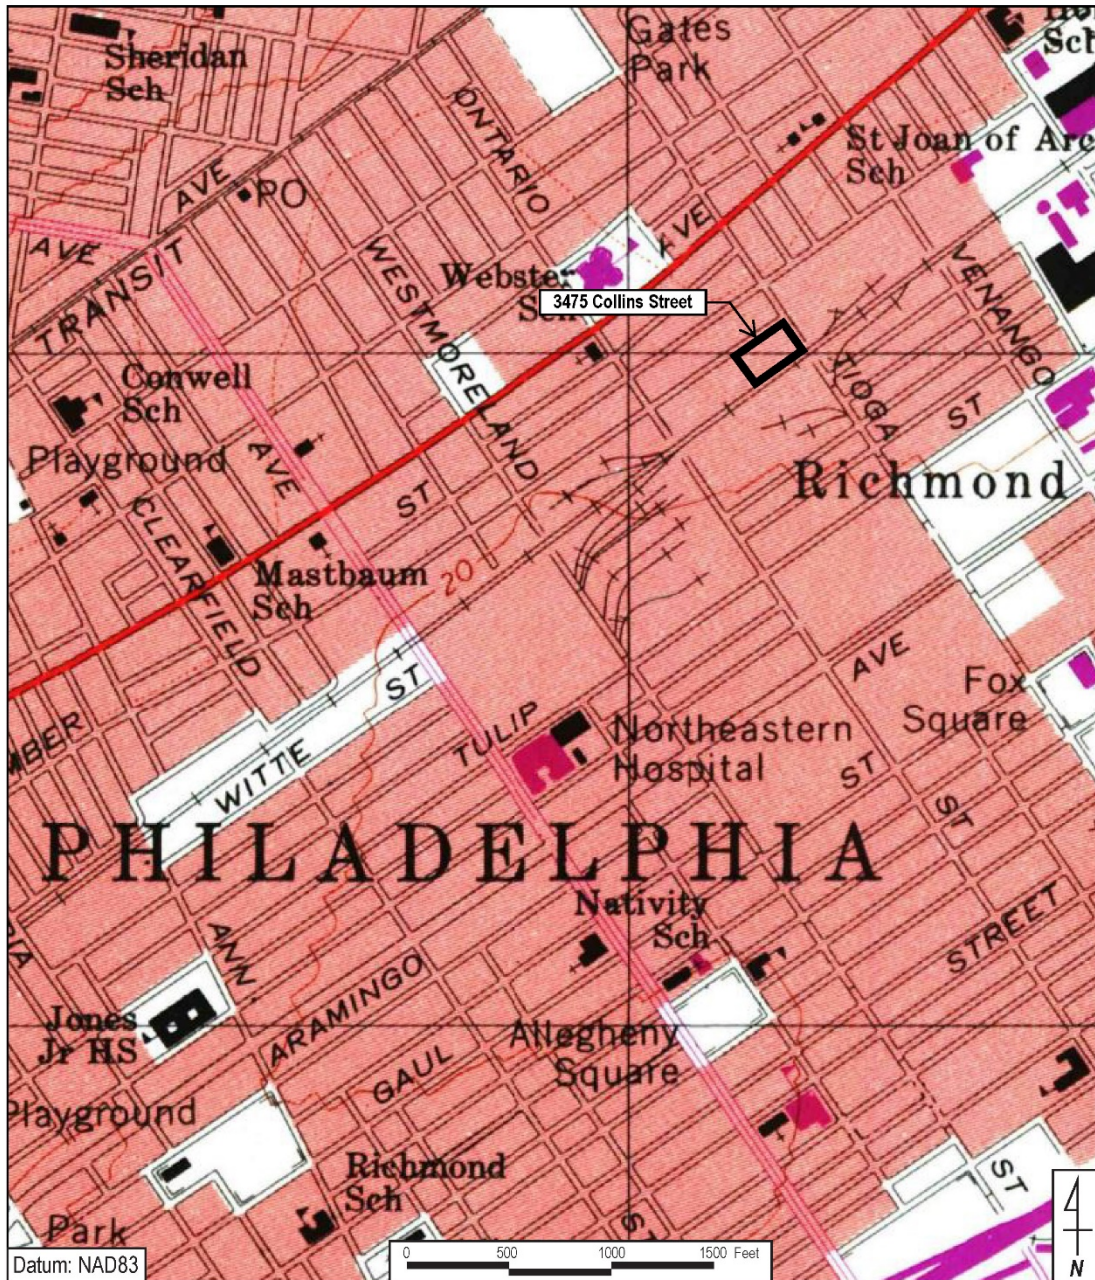 Gates
Park
Sheridan
Sch
Sch
ONTARIO
St Joan of Arc
Sch
AVE
PO
AVE
AVE
TRANSIT
WESTMORELAND
Webster
Sch
VENANGO
3475 Collins Street
TIOGA
Conwell
Sch
ST
Playground
AVE
Richmond
ST
CLEARFIELD
20
Mastbaum
Sch
AVE
ST
Fox
Square
WITTE
TULIP
Northeastern
Hospital
ST
ST
PHILADELPHIA
Nativity
Sch
STREET
ANN
ARAMINGO
Jones
Jr HS
Allegheny
Square
GAUL
Playground
Richmond
Sch
ST
Park
ST
N
Datum: NAD83
0 500 1000 1500 Feet